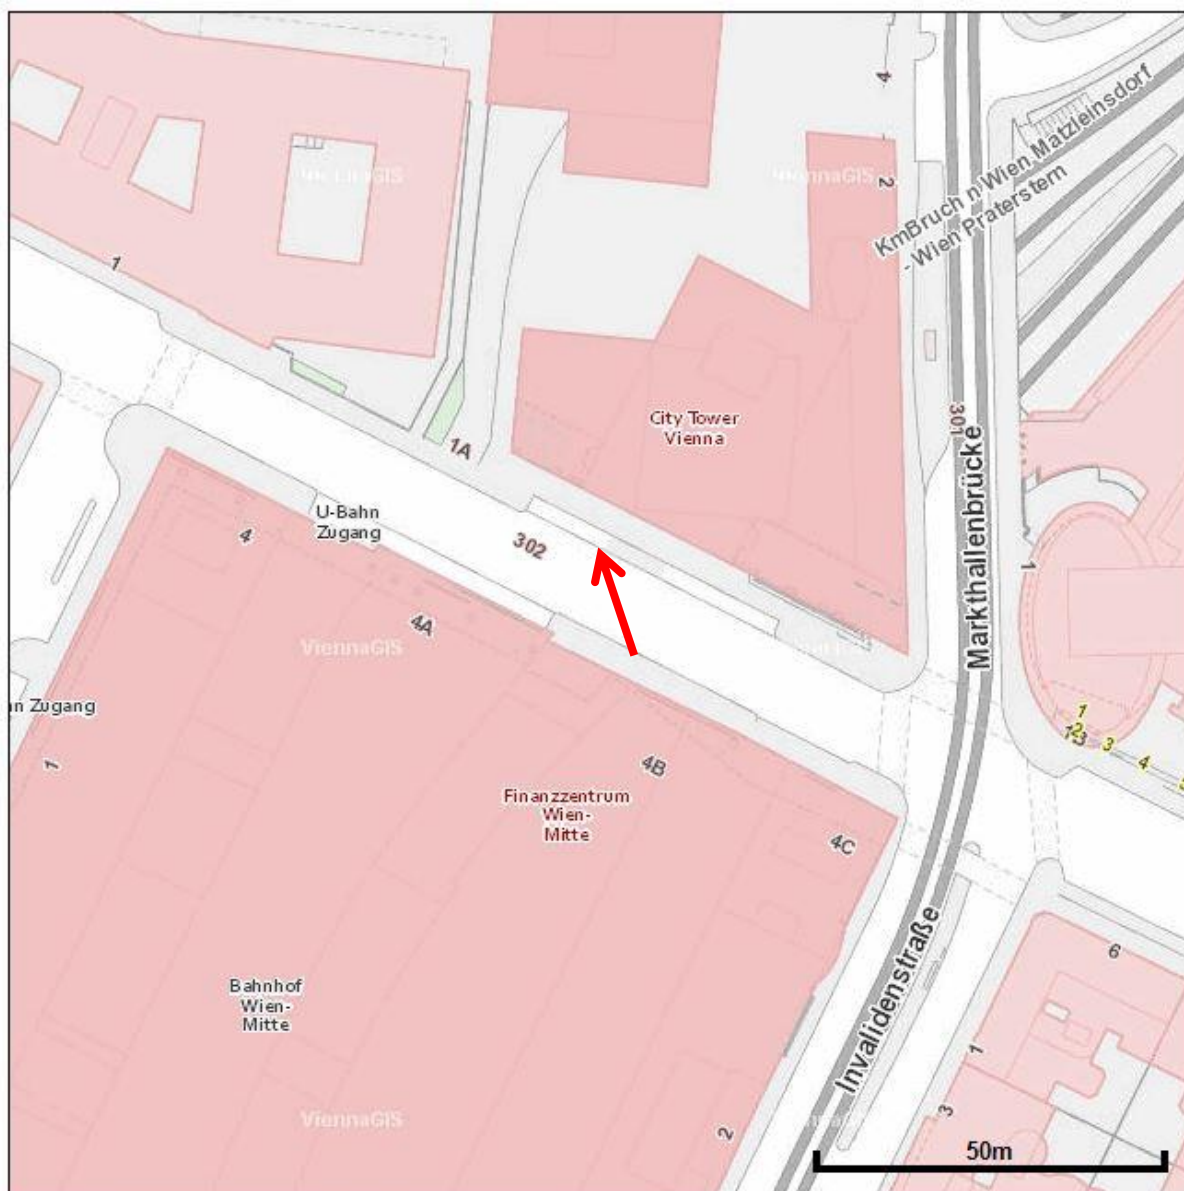 4
KmBruch n Wien Matzleinsdorf
- Wien Praterstern
ViennaGIS
ViennaGIS
2
1
City Tower
Vienna
301
Markthallenbrücke
1A
U-Bahn
Zugang
4
302
1
4A
ViennaGIS
n Zugang
1
2
3
4
1
4B
Finanzzentrum
Wien-
Mitte
4C
Invalidenstraße
6
Bahnhof
Wien-
Mitte
1
3
ViennaGIS
2
50m